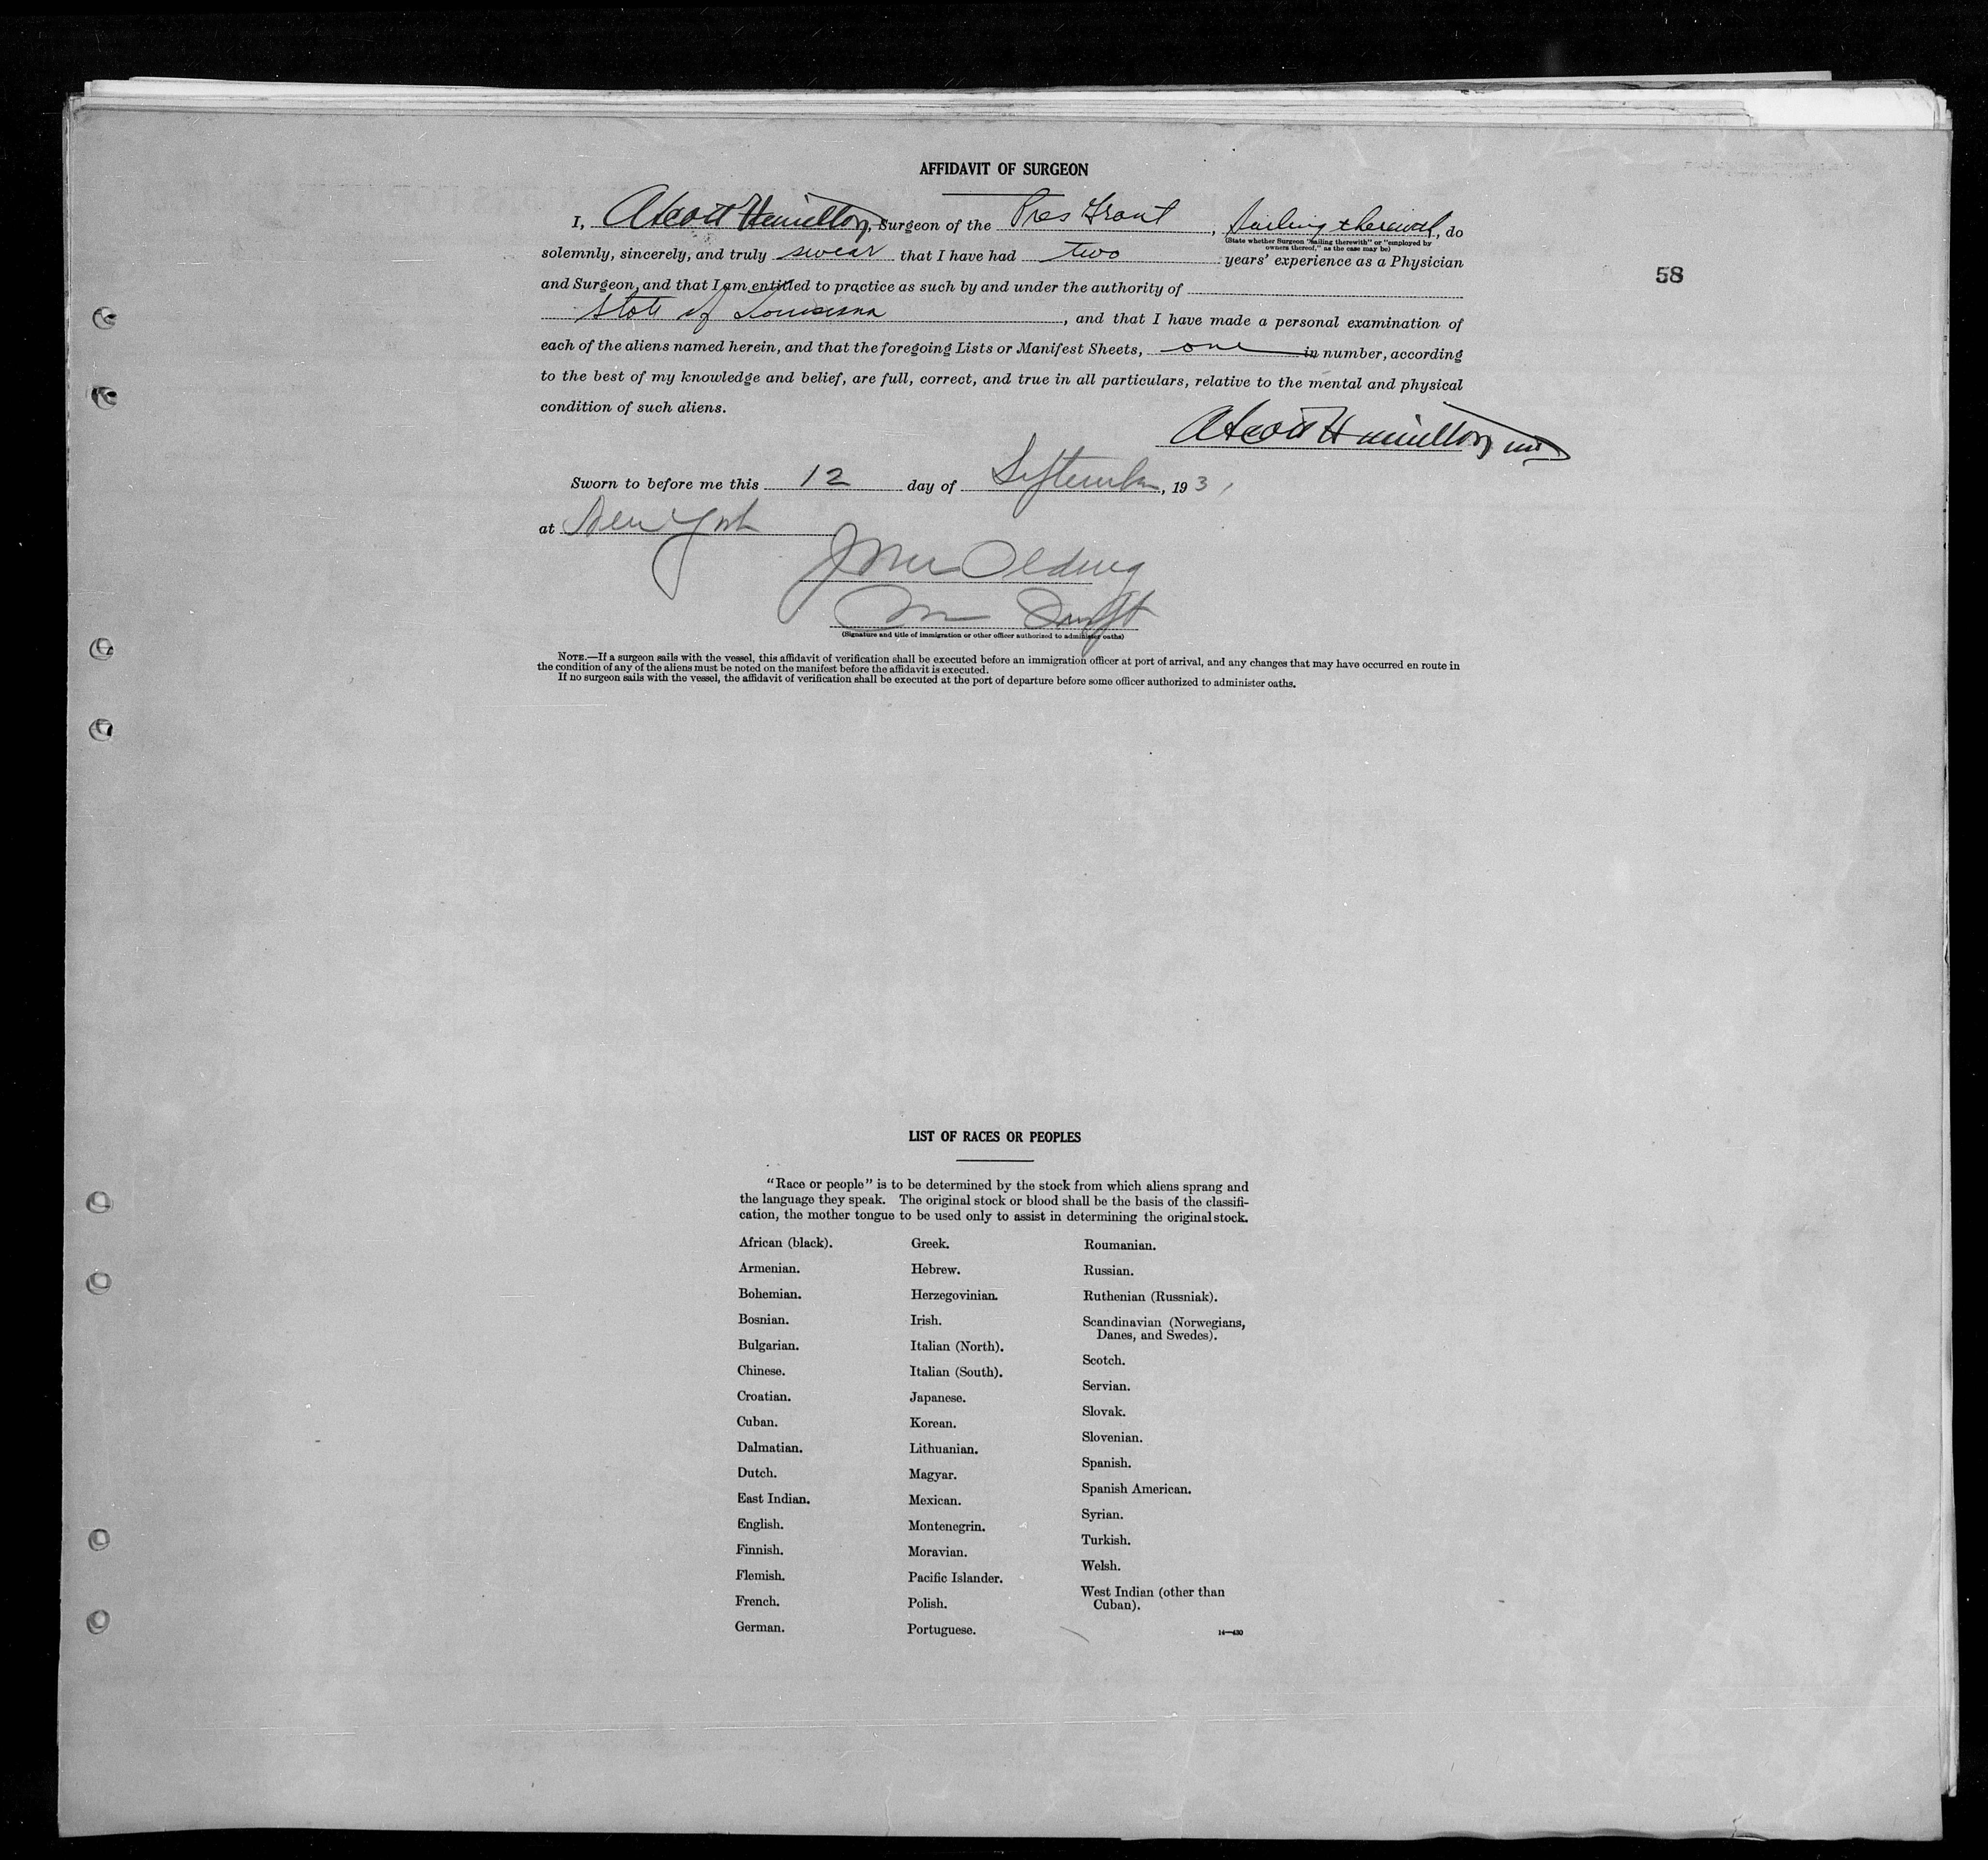 AFFIDAVIT OF SURGEON
I, A Scott Hamilton, Surgeon of the Pres Grant, Sailing therewith, do
(State whether Surgeon "sailing therewith" or "employed by
owners thereof," as the case may be)
solemnly, sincerely, and truly swear that I have had two years' experience as a Physician
58
and Surgeon, and that I am entitled to practice as such by and under the authority of
State of Louisiana, and that I have made a personal examination of
each of the aliens named herein, and that the foregoing Lists or Manifest Sheets, one in number, according
to the best of my knowledge and belief, are full, correct, and true in all particulars, relative to the mental and physical
condition of such aliens.
A Scott Hamilton MD
Sworn to before me this 12 day of September, 1931
at New York
(Signature and title of immigration or other officer authorized to administer oaths)
NOTE.—If a surgeon sails with the vessel, this affidavit of verification shall be executed before an immigration officer at port of arrival, and any changes that may have occurred en route in
the condition of any of the aliens must be noted on the manifest before the affidavit is executed.
If no surgeon sails with the vessel, the affidavit of verification shall be executed at the port of departure before some officer authorized to administer oaths.
LIST OF RACES OR PEOPLES
"Race or people" is to be determined by the stock from which aliens sprang and
the language they speak. The original stock or blood shall be the basis of the classifi-
cation, the mother tongue to be used only to assist in determining the original stock.
African (black).
Armenian.
Bohemian.
Bosnian.
Bulgarian.
Chinese.
Croatian.
Cuban.
Dalmatian.
Dutch.
East Indian.
English.
Finnish.
Flemish.
French.
German.
Greek.
Hebrew.
Herzegovinian.
Irish.
Italian (North).
Italian (South).
Japanese.
Korean.
Lithuanian.
Magyar.
Mexican.
Montenegrin.
Moravian.
Pacific Islander.
Polish.
Portuguese.
Roumanian.
Russian.
Ruthenian (Russniak).
Scandinavian (Norwegians,
Danes, and Swedes).
Scotch.
Servian.
Slovak.
Slovenian.
Spanish.
Spanish American.
Syrian.
Turkish.
Welsh.
West Indian (other than
Cuban).
14—430